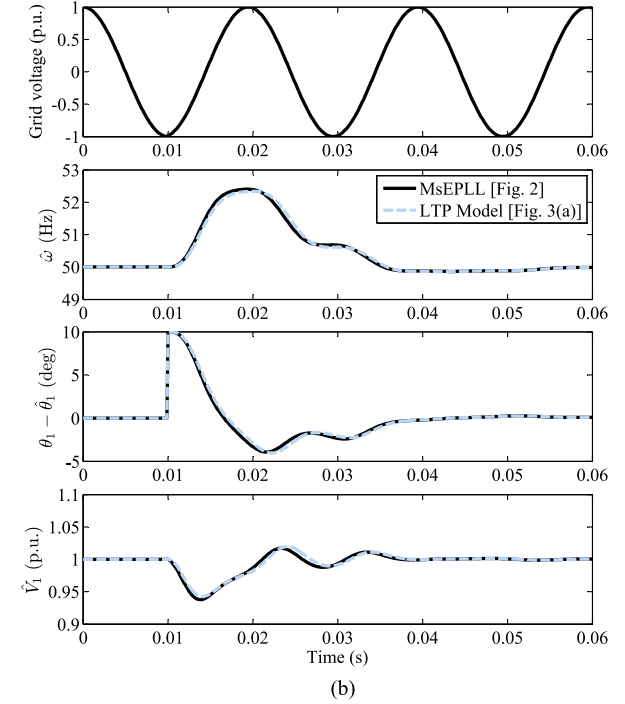 Grid voltage (p.u.)
1
0.5
0
-0.5
-1
0 0.01 0.02 0.03 0.04 0.05 0.06
ω̂ (Hz)
53
52
51
50
49
MsEPLL [Fig. 2]
LTP Model [Fig. 3(a)]
0 0.01 0.02 0.03 0.04 0.05 0.06
θ₁ − θ̂₁ (deg)
10
5
0
-5
0 0.01 0.02 0.03 0.04 0.05 0.06
V̂₁ (p.u.)
1.1
1.05
1
0.95
0.9
0 0.01 0.02 0.03 0.04 0.05 0.06
Time (s)
(b)